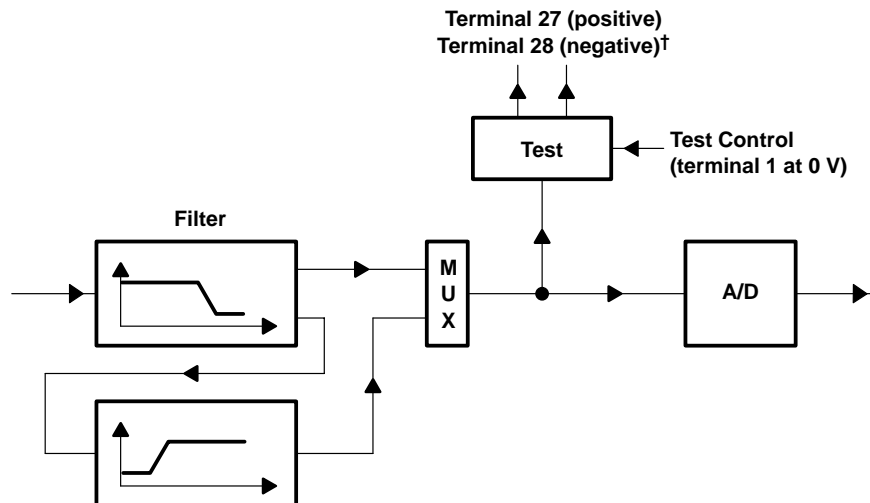 Terminal 27 (positive)
Terminal 28 (negative)†
Test
Test Control
(terminal 1 at 0 V)
Filter
M
U
X
A/D